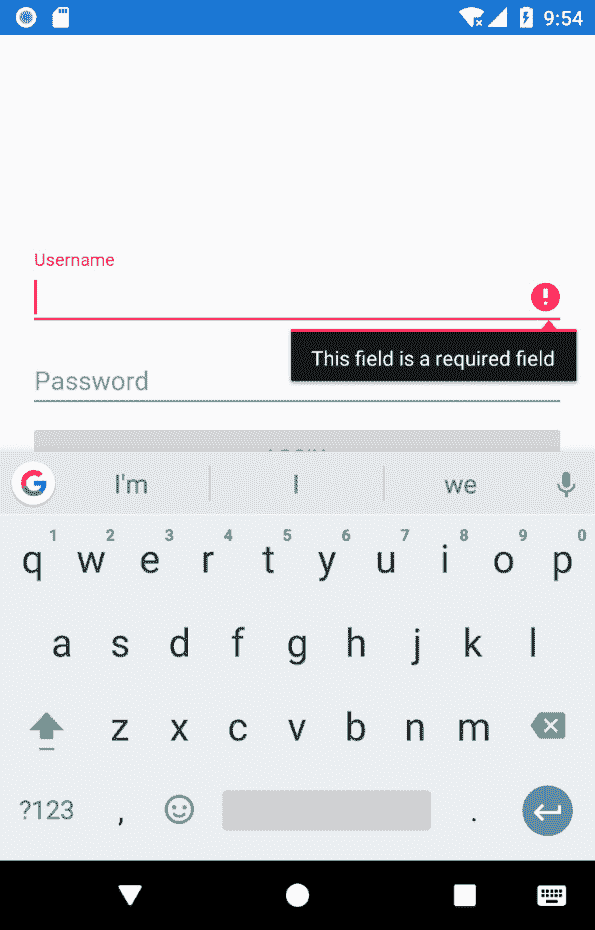 9:54
Username
This field is a required field
Password
I'm I we
1 2 3 4 5 6 7 8 9 0
q w e r t y u i o p
a s d f g h j k l
z x c v b n m
?123 , .